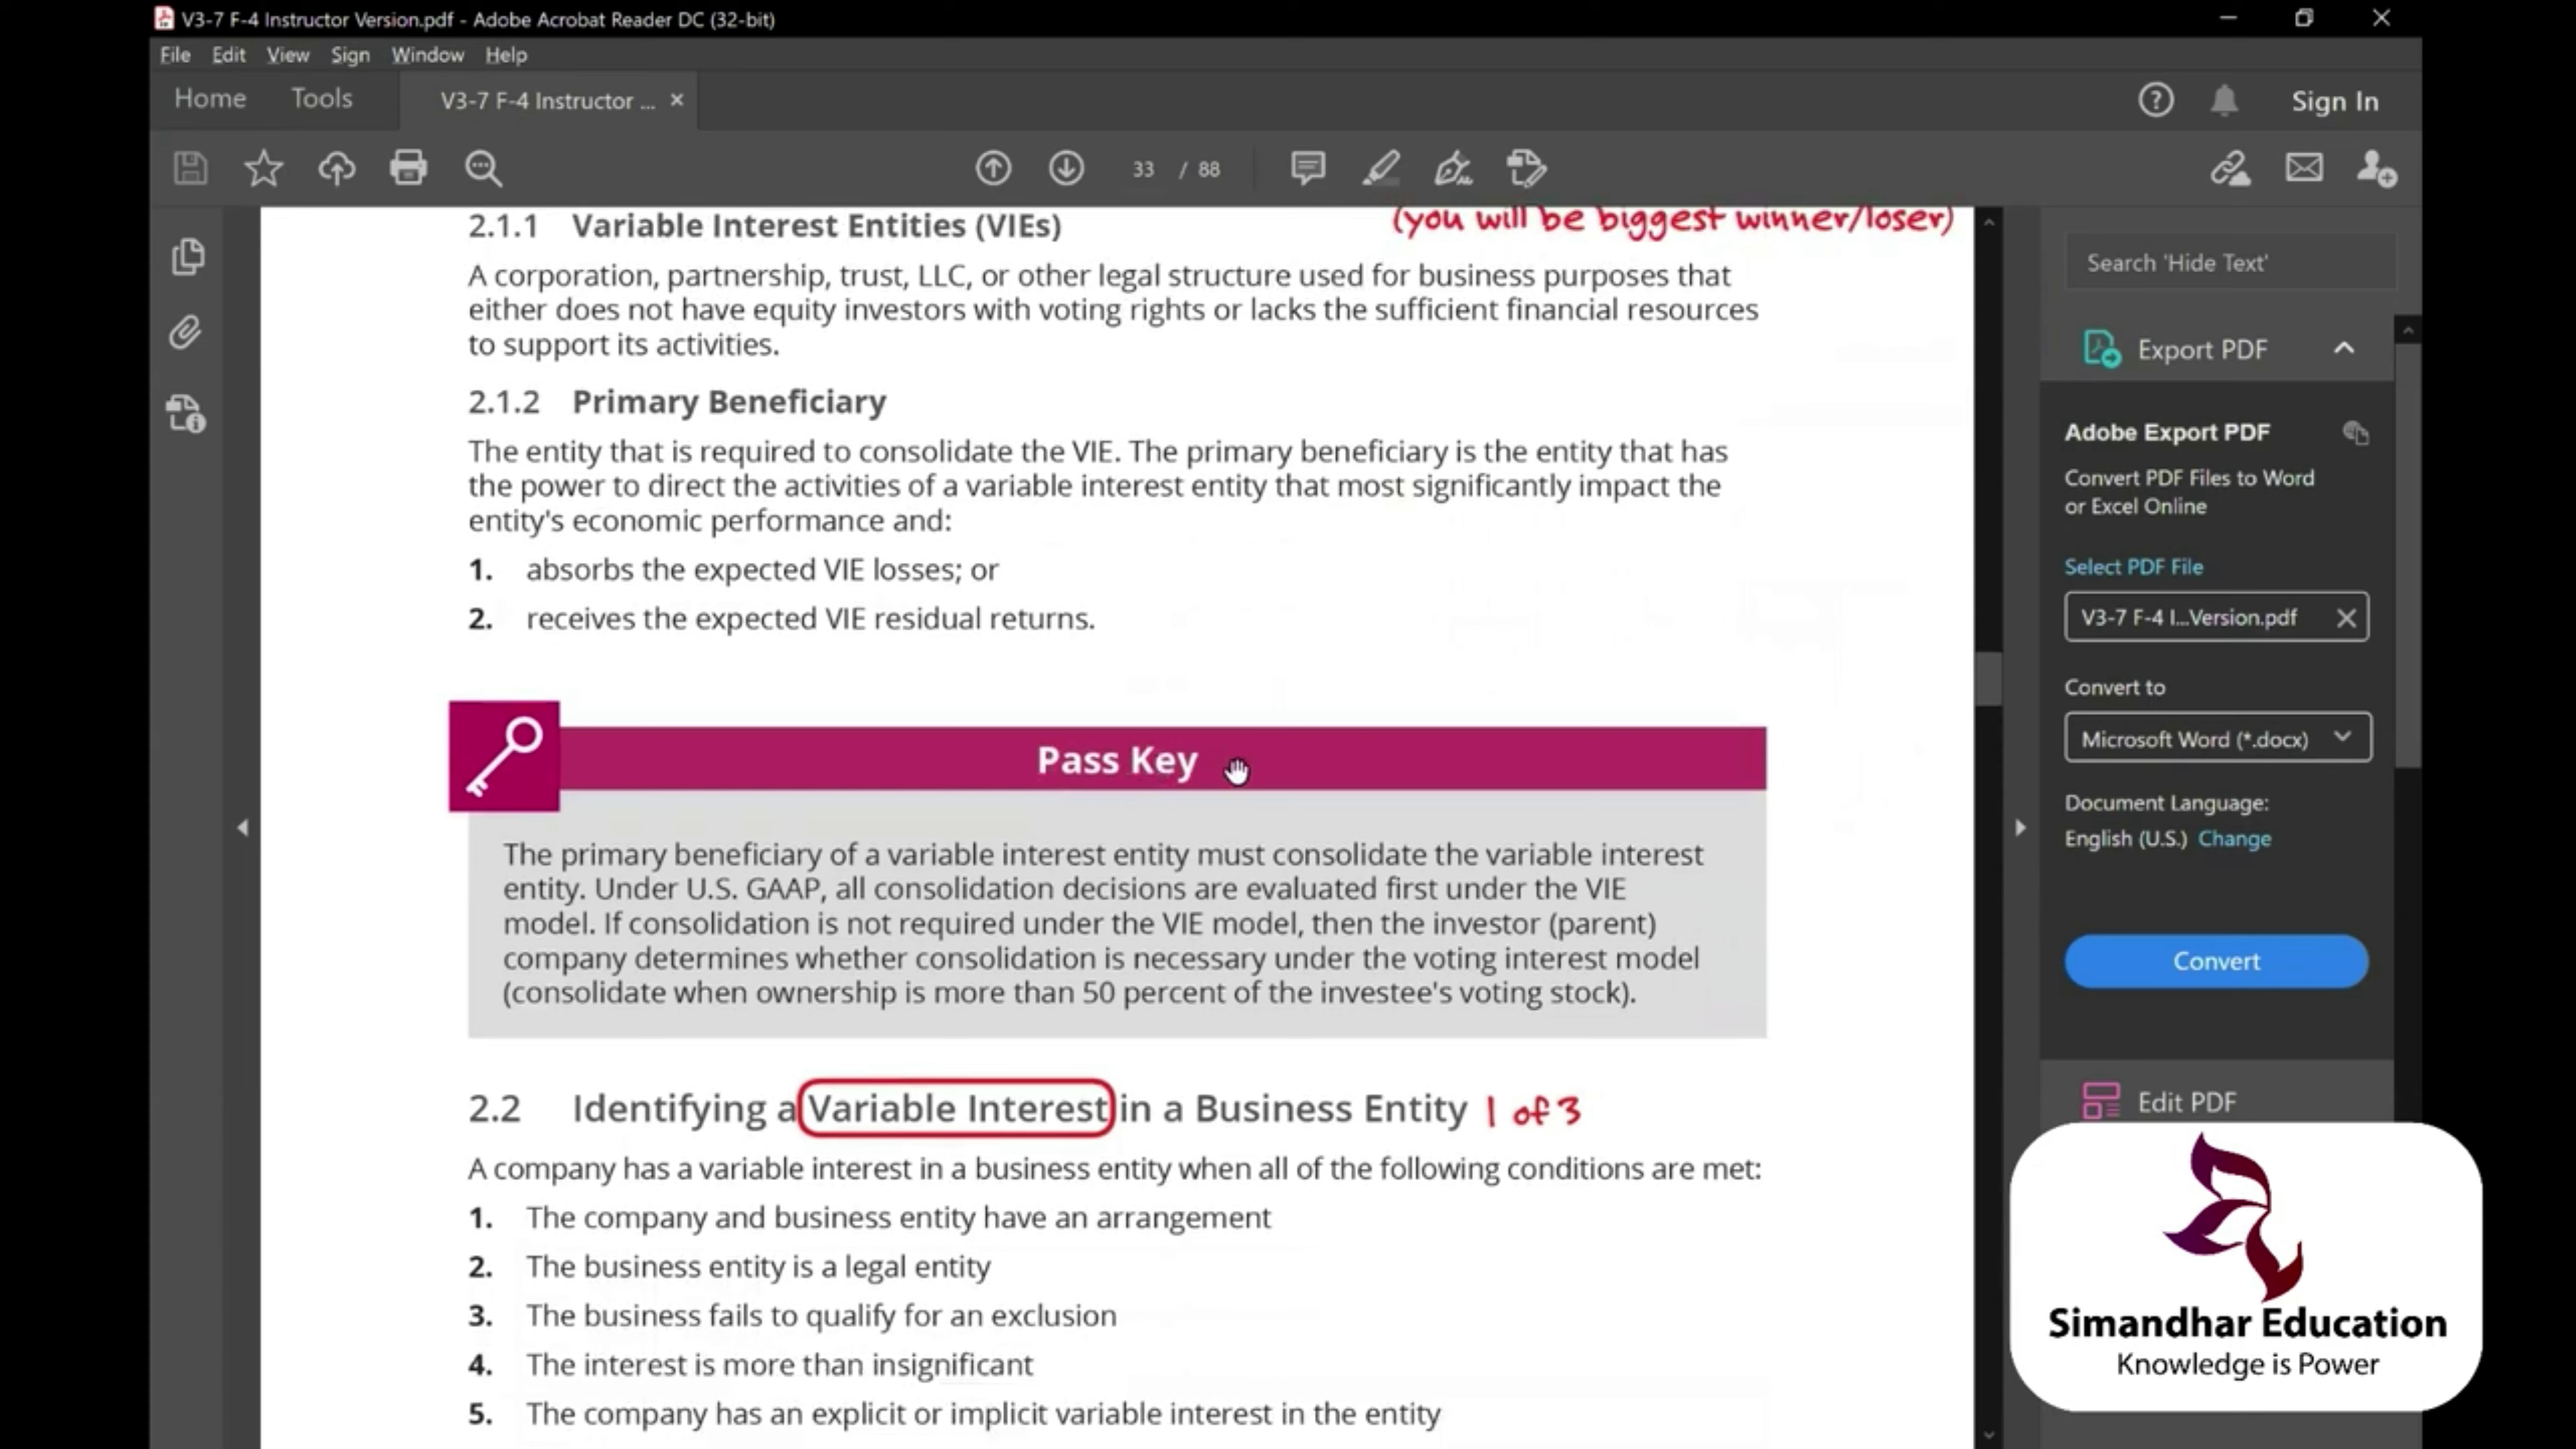 V3-7 F-4 Instructor Version.pdf - Adobe Acrobat Reader DC (32-bit)
File Edit View Sign Window Help
Home Tools V3-7 F-4 Instructor ... × Sign In
33 / 88
2.1.1 Variable Interest Entities (VIEs) (you will be biggest winner/loser)
A corporation, partnership, trust, LLC, or other legal structure used for business purposes that
either does not have equity investors with voting rights or lacks the sufficient financial resources
to support its activities.
2.1.2 Primary Beneficiary
The entity that is required to consolidate the VIE. The primary beneficiary is the entity that has
the power to direct the activities of a variable interest entity that most significantly impact the
entity's economic performance and:
1. absorbs the expected VIE losses; or
2. receives the expected VIE residual returns.
Pass Key
The primary beneficiary of a variable interest entity must consolidate the variable interest
entity. Under U.S. GAAP, all consolidation decisions are evaluated first under the VIE
model. If consolidation is not required under the VIE model, then the investor (parent)
company determines whether consolidation is necessary under the voting interest model
(consolidate when ownership is more than 50 percent of the investee's voting stock).
2.2 Identifying a Variable Interest in a Business Entity 1 of 3
A company has a variable interest in a business entity when all of the following conditions are met:
1. The company and business entity have an arrangement
2. The business entity is a legal entity
3. The business fails to qualify for an exclusion
4. The interest is more than insignificant
5. The company has an explicit or implicit variable interest in the entity
Search 'Hide Text'
Export PDF
Adobe Export PDF
Convert PDF Files to Word
or Excel Online
Select PDF File
V3-7 F-4 I...Version.pdf
Convert to
Microsoft Word (*.docx)
Document Language:
English (U.S.) Change
Convert
Edit PDF
Simandhar Education
Knowledge is Power